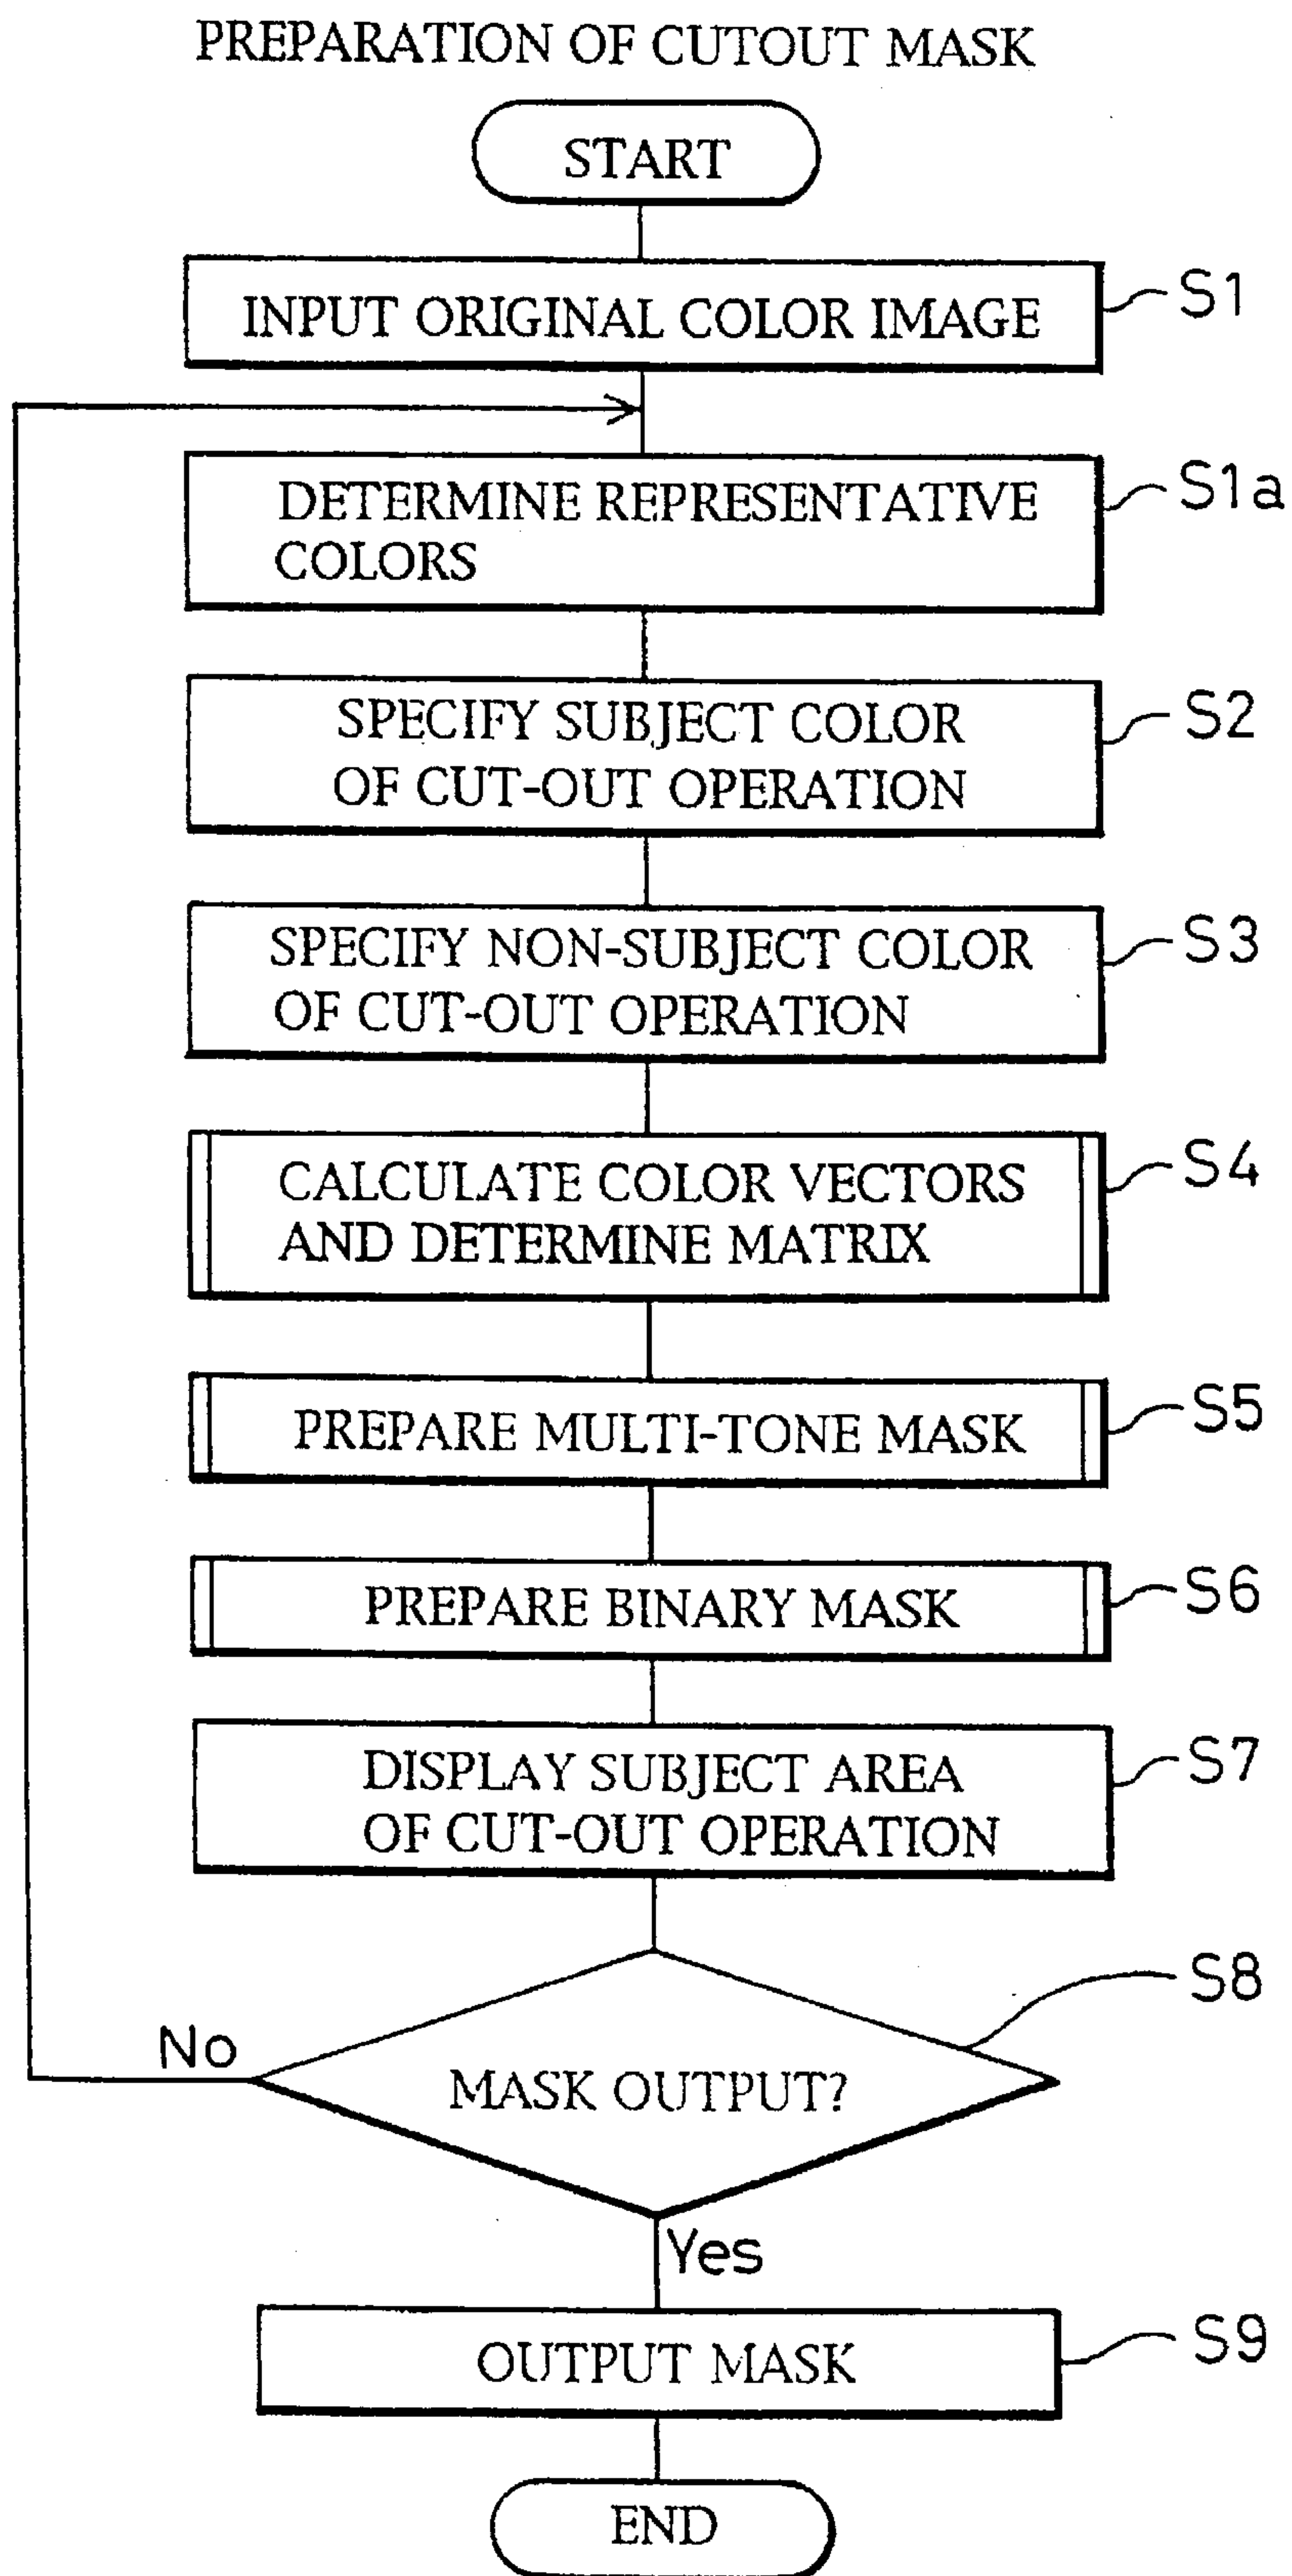 PREPARATION OF CUTOUT MASK
START
INPUT ORIGINAL COLOR IMAGE
S1
DETERMINE REPRESENTATIVE
COLORS
S1a
SPECIFY SUBJECT COLOR
OF CUT-OUT OPERATION
S2
SPECIFY NON-SUBJECT COLOR
OF CUT-OUT OPERATION
S3
CALCULATE COLOR VECTORS
AND DETERMINE MATRIX
S4
PREPARE MULTI-TONE MASK
S5
PREPARE BINARY MASK
S6
DISPLAY SUBJECT AREA
OF CUT-OUT OPERATION
S7
S8
No
MASK OUTPUT?
Yes
OUTPUT MASK
S9
END